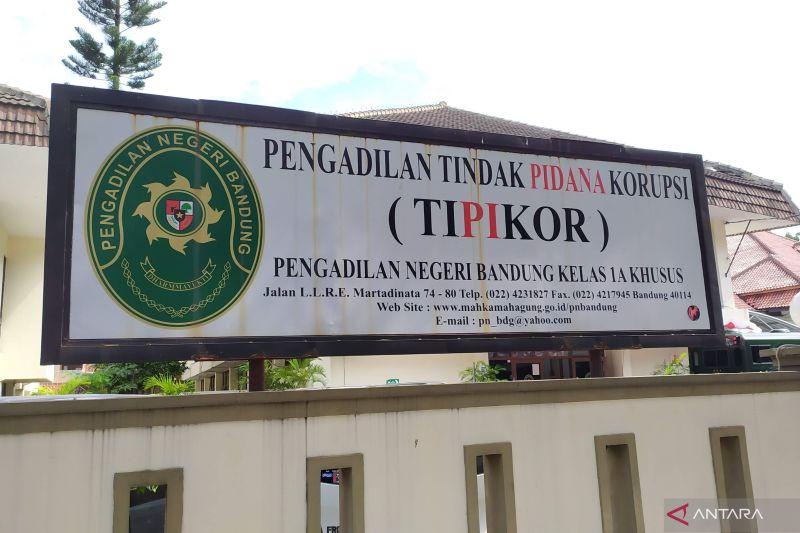 PENGADILAN NEGERI BANDUNG
DHARMMAYUKTI
PENGADILAN TINDAK PIDANA KORUPSI
( TIPIKOR )
PENGADILAN NEGERI BANDUNG KELAS 1A KHUSUS
Jalan L.L.R.E. Martadinata 74 - 80 Telp. (022) 4231827 Fax. (022) 4217945 Bandung 40114
Web Site : www.mahkamahagung.go.id/pnbandung
E-mail : pn_bdg@yahoo.com
ANTARA